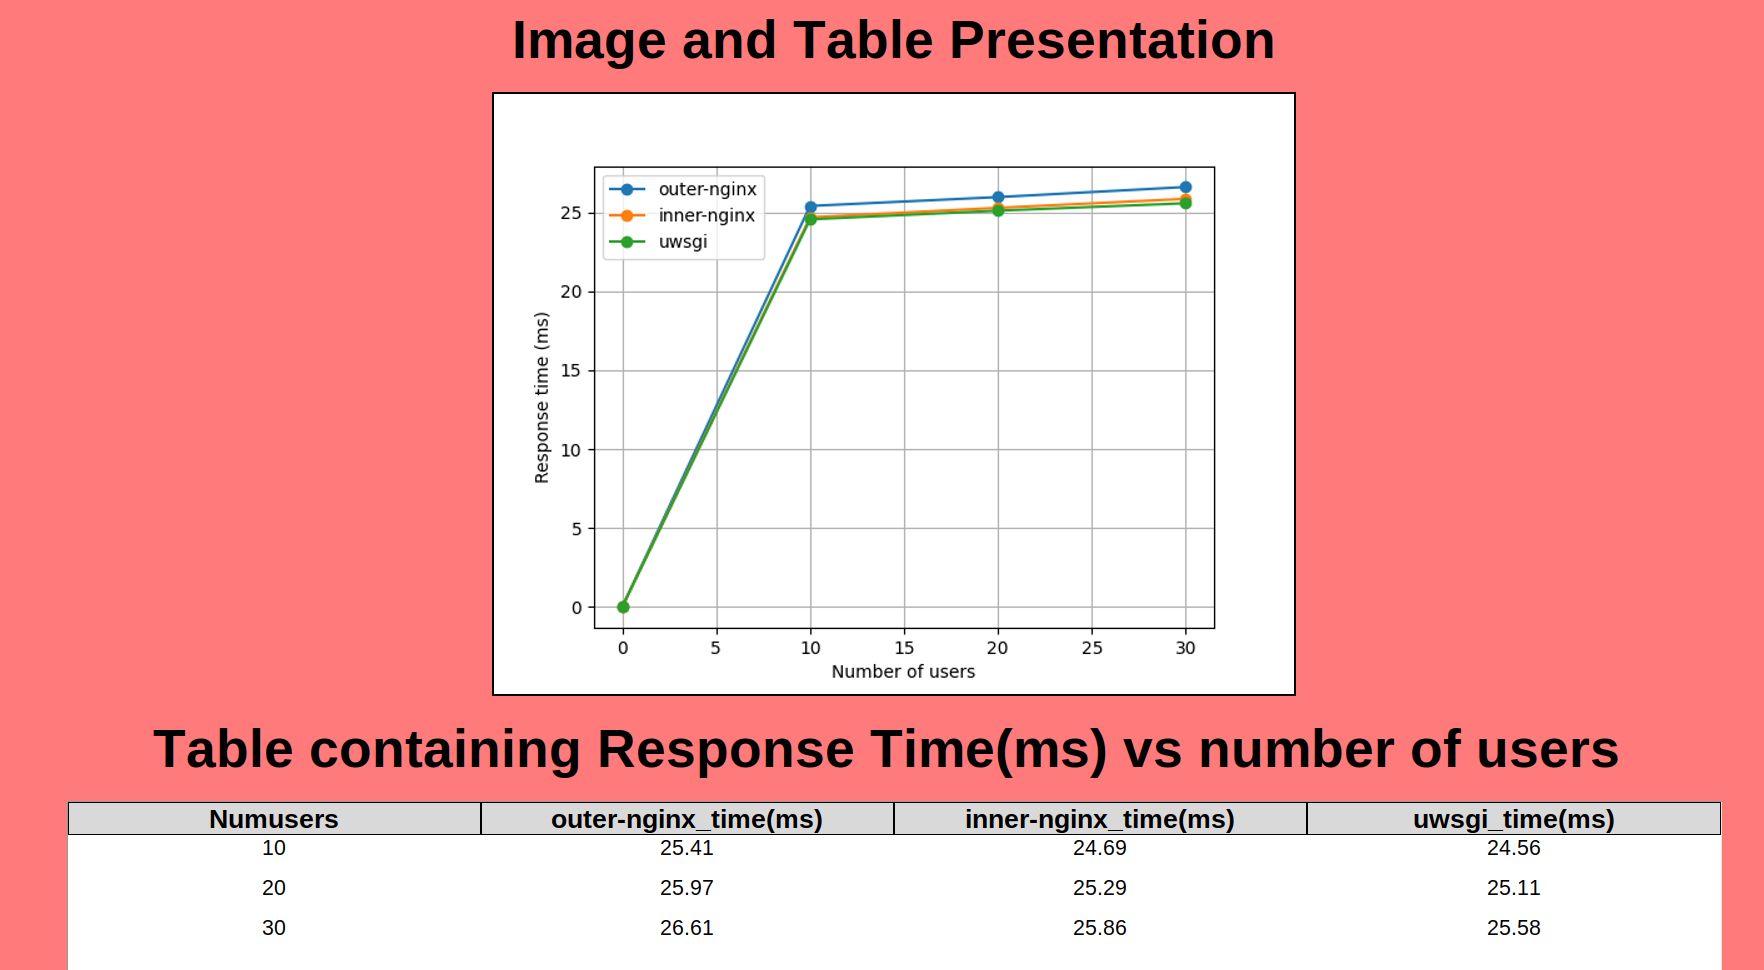 Image and Table Presentation
outer-nginx
inner-nginx
uwsgi
25
20
15
10
5
0
Response time (ms)
0 5 10 15 20 25 30
Number of users
Table containing Response Time(ms) vs number of users
Numusers outer-nginx_time(ms) inner-nginx_time(ms) uwsgi_time(ms)
10 25.41 24.69 24.56
20 25.97 25.29 25.11
30 26.61 25.86 25.58